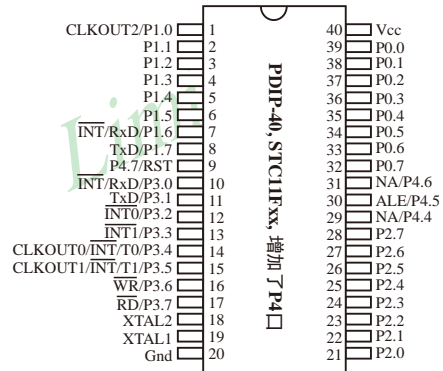 CLKOUT2/P1.0 1 40 Vcc
P1.1 2 39 P0.0
P1.2 3 38 P0.1
P1.3 4 37 P0.2
P1.4 5 36 P0.3
P1.5 6 35 P0.4
INT/RxD/P1.6 7 34 P0.5
TxD/P1.7 8 33 P0.6
P4.7/RST 9 32 P0.7
INT/RxD/P3.0 10 31 NA/P4.6
TxD/P3.1 11 30 ALE/P4.5
INT0/P3.2 12 29 NA/P4.4
INT1/P3.3 13 28 P2.7
CLKOUT0/INT/T0/P3.4 14 27 P2.6
CLKOUT1/INT/T1/P3.5 15 26 P2.5
WR/P3.6 16 25 P2.4
RD/P3.7 17 24 P2.3
XTAL2 18 23 P2.2
XTAL1 19 22 P2.1
Gnd 20 21 P2.0
PDIP-40, STC11Fxx, 增加了P4口